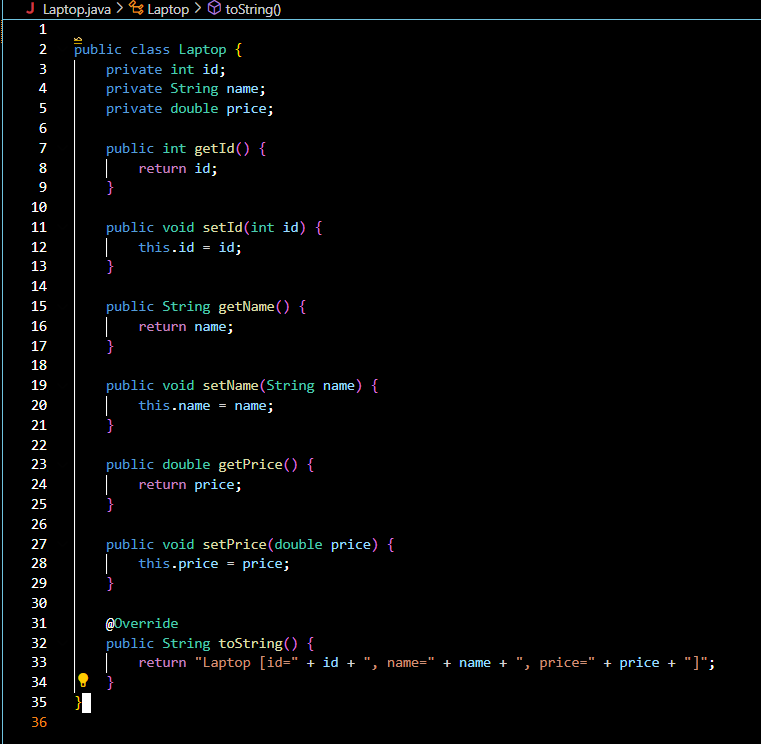 Laptop.java > Laptop > toString()
1
2 public class Laptop {
3     private int id;
4     private String name;
5     private double price;
6
7     public int getId() {
8         return id;
9     }
10
11     public void setId(int id) {
12         this.id = id;
13     }
14
15     public String getName() {
16         return name;
17     }
18
19     public void setName(String name) {
20         this.name = name;
21     }
22
23     public double getPrice() {
24         return price;
25     }
26
27     public void setPrice(double price) {
28         this.price = price;
29     }
30
31     @Override
32     public String toString() {
33         return "Laptop [id=" + id + ", name=" + name + ", price=" + price + "]";
34     }
35 }
36